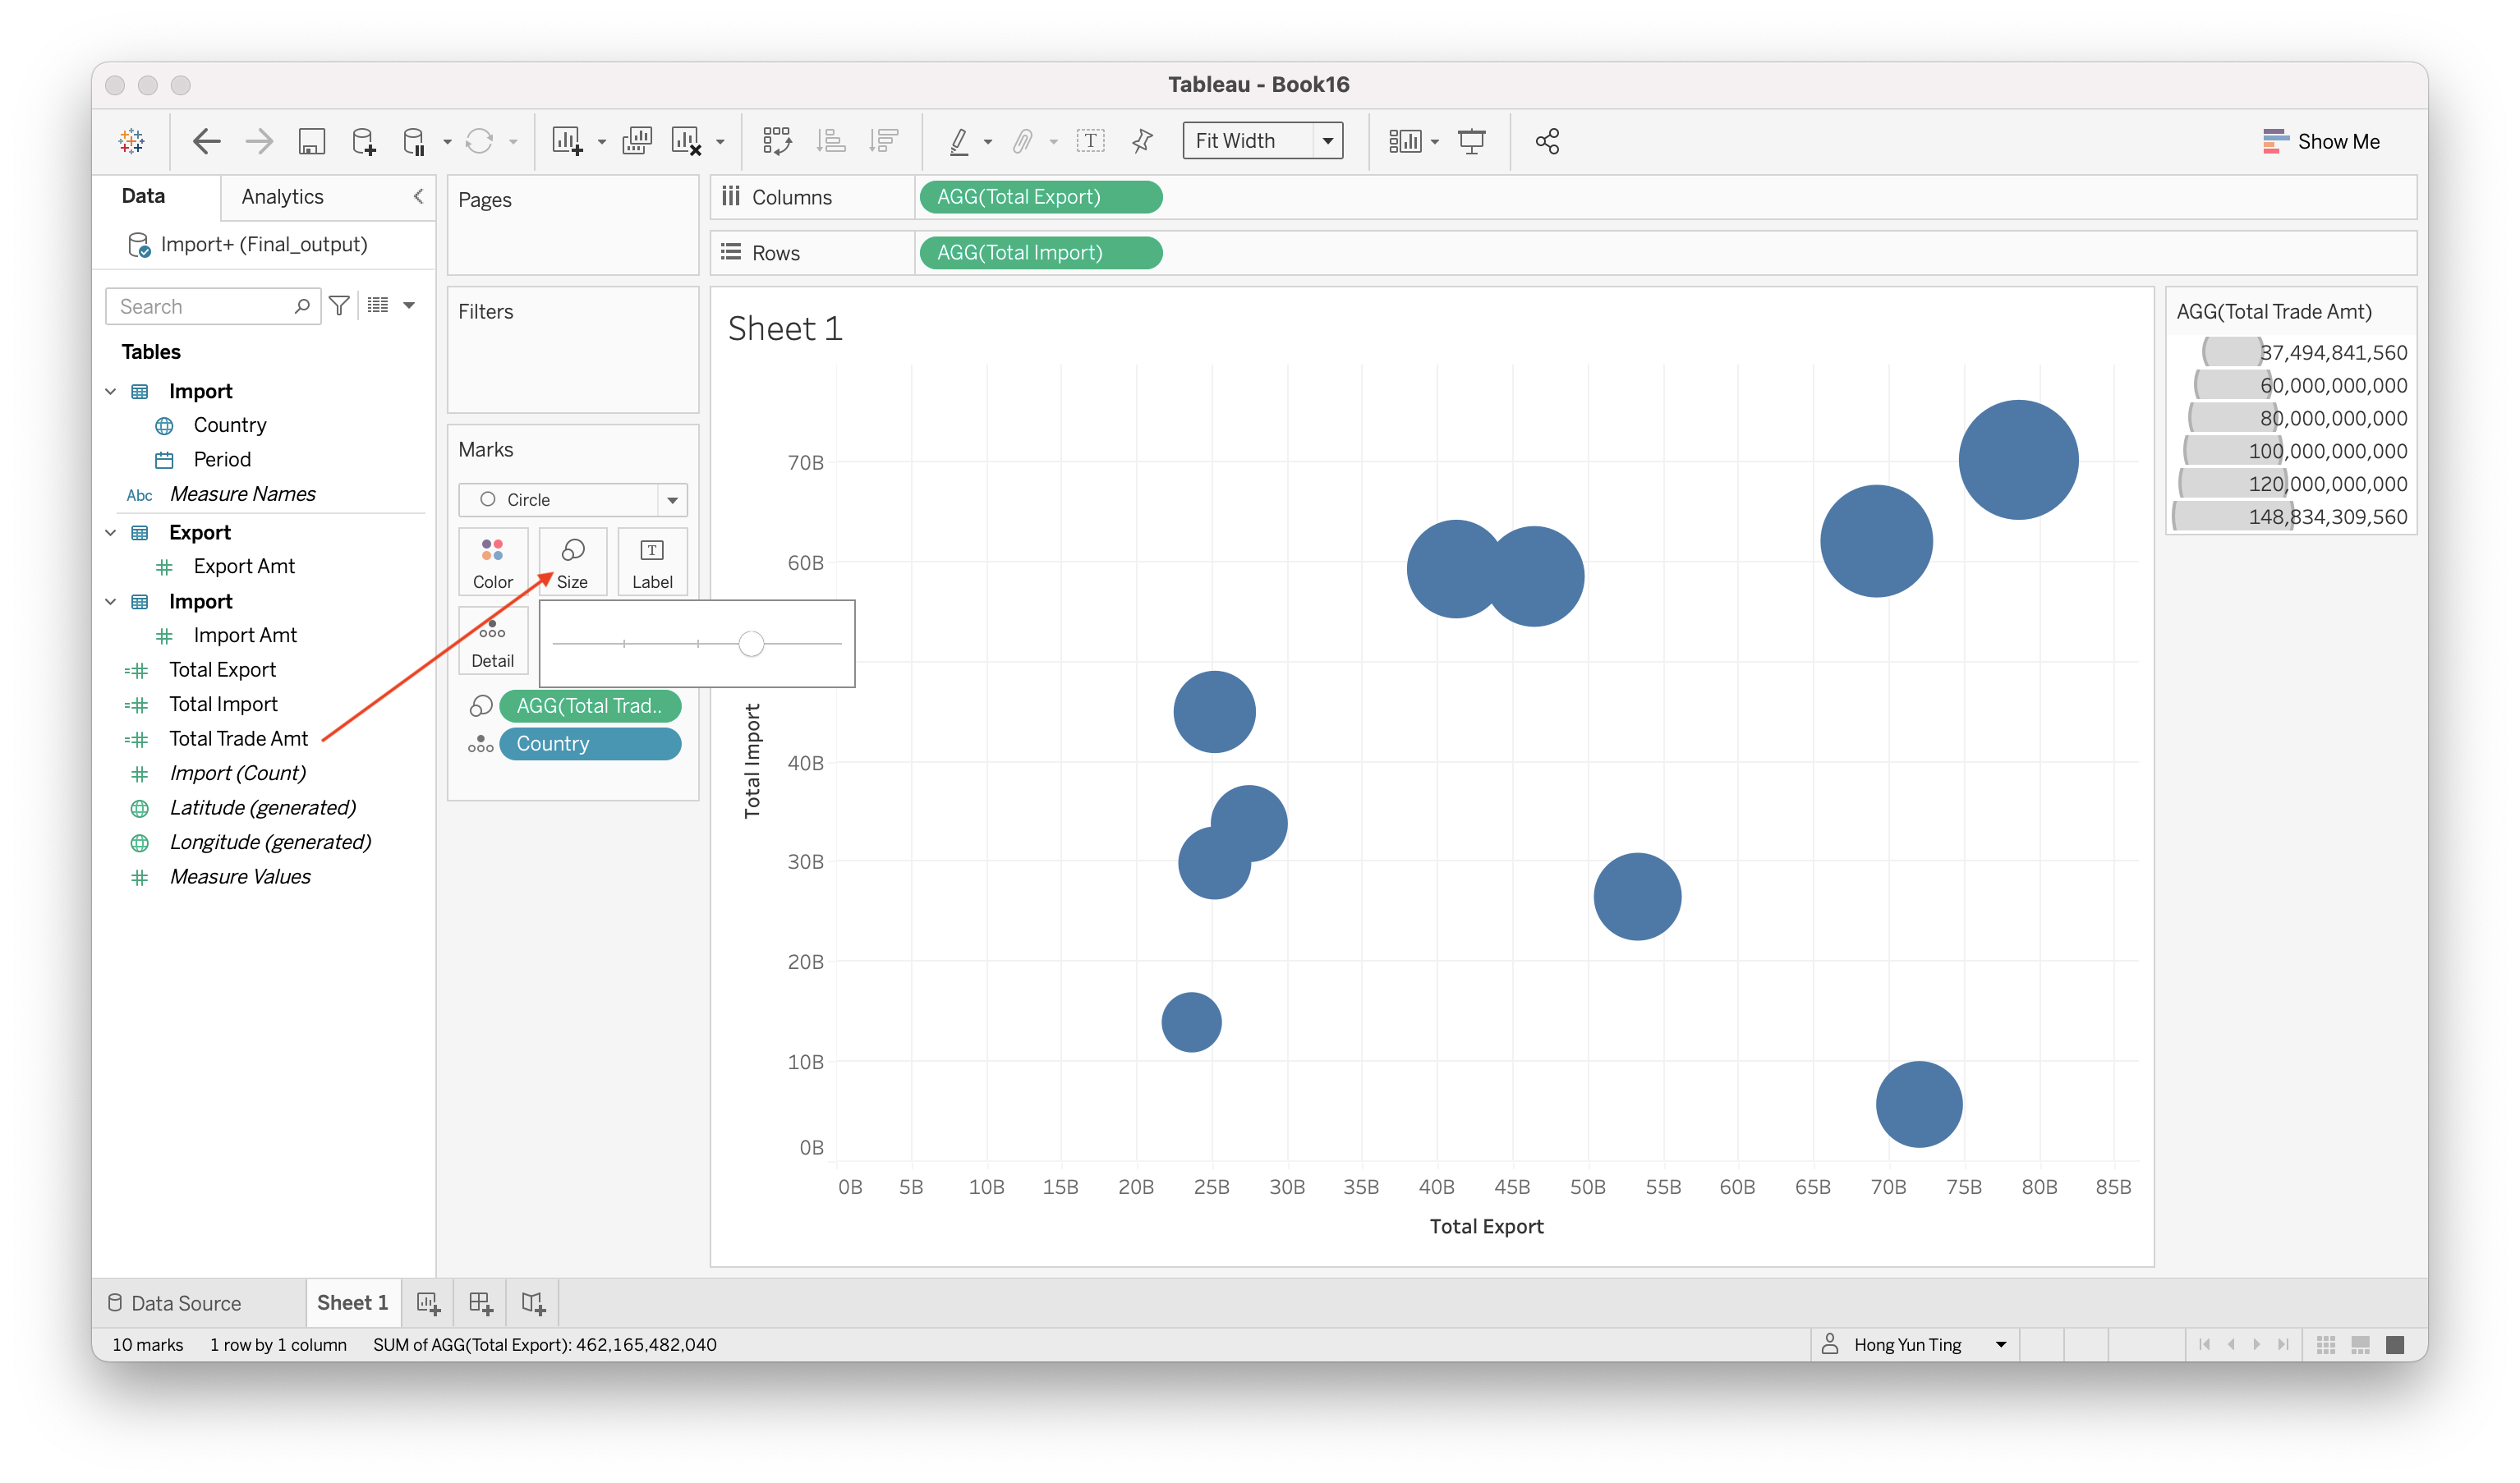 Tableau - Book16
Fit Width
Show Me
Data
Analytics
Import+ (Final_output)
Search
Tables
Import
Country
Period
Abc Measure Names
Export
Export Amt
Import
Import Amt
Total Export
Total Import
Total Trade Amt
Import (Count)
Latitude (generated)
Longitude (generated)
Measure Values
Pages
Filters
Marks
Circle
Color
Size
T
Label
Detail
AGG(Total Trad..
Country
Columns
AGG(Total Export)
Rows
AGG(Total Import)
Sheet 1
70B
60B
40B
30B
20B
10B
0B
Total Import
0B 5B 10B 15B 20B 25B 30B 35B 40B 45B 50B 55B 60B 65B 70B 75B 80B 85B
Total Export
AGG(Total Trade Amt)
37,494,841,560
60,000,000,000
80,000,000,000
100,000,000,000
120,000,000,000
148,834,309,560
Data Source
Sheet 1
10 marks 1 row by 1 column SUM of AGG(Total Export): 462,165,482,040
Hong Yun Ting